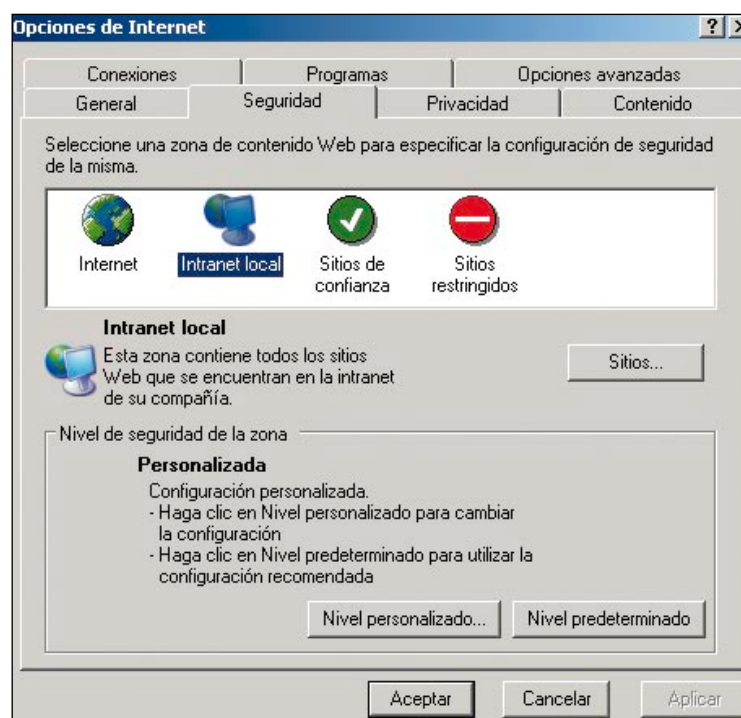 Opciones de Internet
?
Conexiones
Programas
Opciones avanzadas
General
Seguridad
Privacidad
Contenido
Seleccione una zona de contenido Web para especificar la configuración de seguridad
de la misma.
Internet
Intranet local
Sitios de
confianza
Sitios
restringidos
Intranet local
Esta zona contiene todos los sitios
Web que se encuentran en la intranet
de su compañía.
Sitios...
Nivel de seguridad de la zona
Personalizada
Configuración personalizada.
- Haga clic en Nivel personalizado para cambiar
la configuración
- Haga clic en Nivel predeterminado para utilizar la
configuración recomendada
Nivel personalizado...
Nivel predeterminado
Aceptar
Cancelar
Aplicar